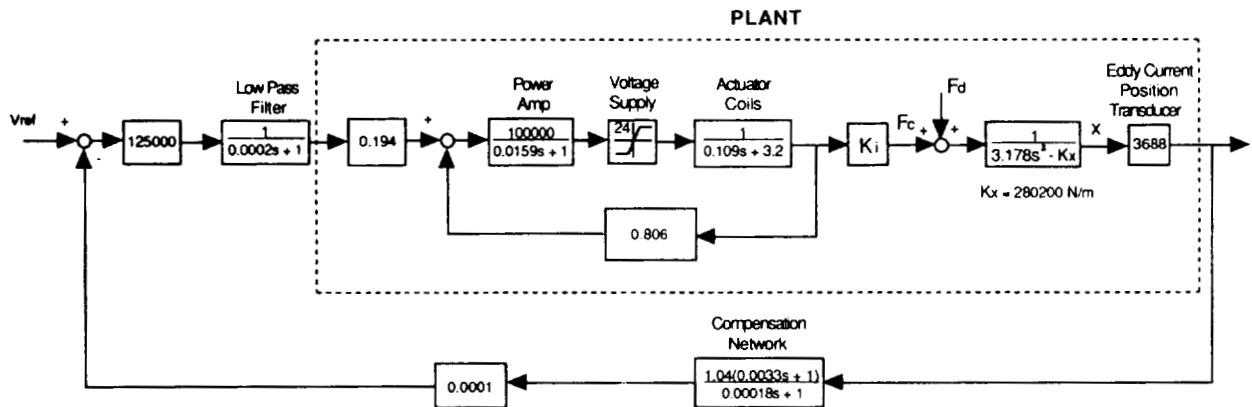 PLANT
Low Pass
Filter
Power
Amp
Voltage
Supply
Actuator
Coils
Eddy Current
Position
Transducer
Vref
+
-
125000
1
0.0002s + 1
0.194
+
100000
0.0159s + 1
24
1
0.109s + 3.2
Ki
Fc
+
Fd
+
1
3.178s² - Kx
X
3688
Kx = 280200 N/m
0.806
Compensation
Network
0.0001
1.04(0.0033s + 1)
0.00018s + 1